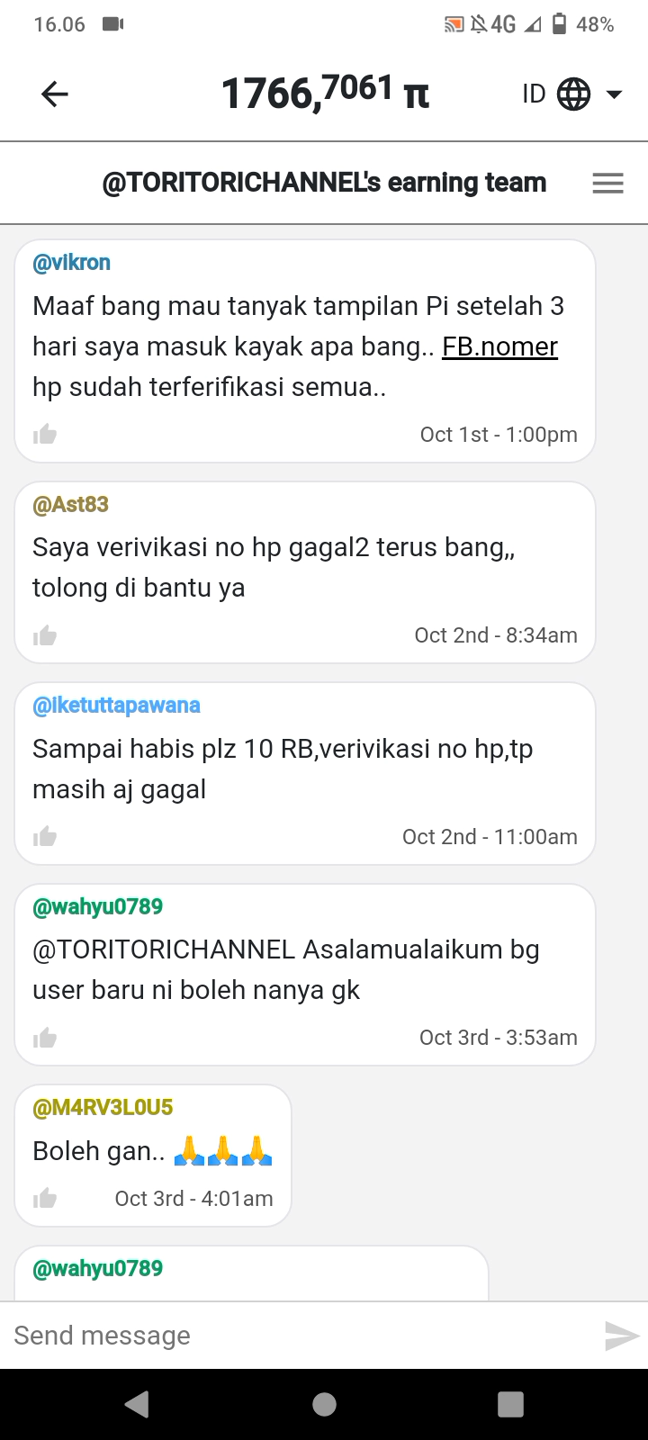 16.06 4G 48%
1766,7061 π ID
@TORITORICHANNEL's earning team
@vikron
Maaf bang mau tanyak tampilan Pi setelah 3
hari saya masuk kayak apa bang.. FB.nomer
hp sudah terferifikasi semua..
Oct 1st - 1:00pm
@Ast83
Saya verivikasi no hp gagal2 terus bang,,
tolong di bantu ya
Oct 2nd - 8:34am
@iketuttapawana
Sampai habis plz 10 RB,verivikasi no hp,tp
masih aj gagal
Oct 2nd - 11:00am
@wahyu0789
@TORITORICHANNEL Asalamualaikum bg
user baru ni boleh nanya gk
Oct 3rd - 3:53am
@M4RV3L0U5
Boleh gan.. 🙏🙏🙏
Oct 3rd - 4:01am
@wahyu0789
Send message